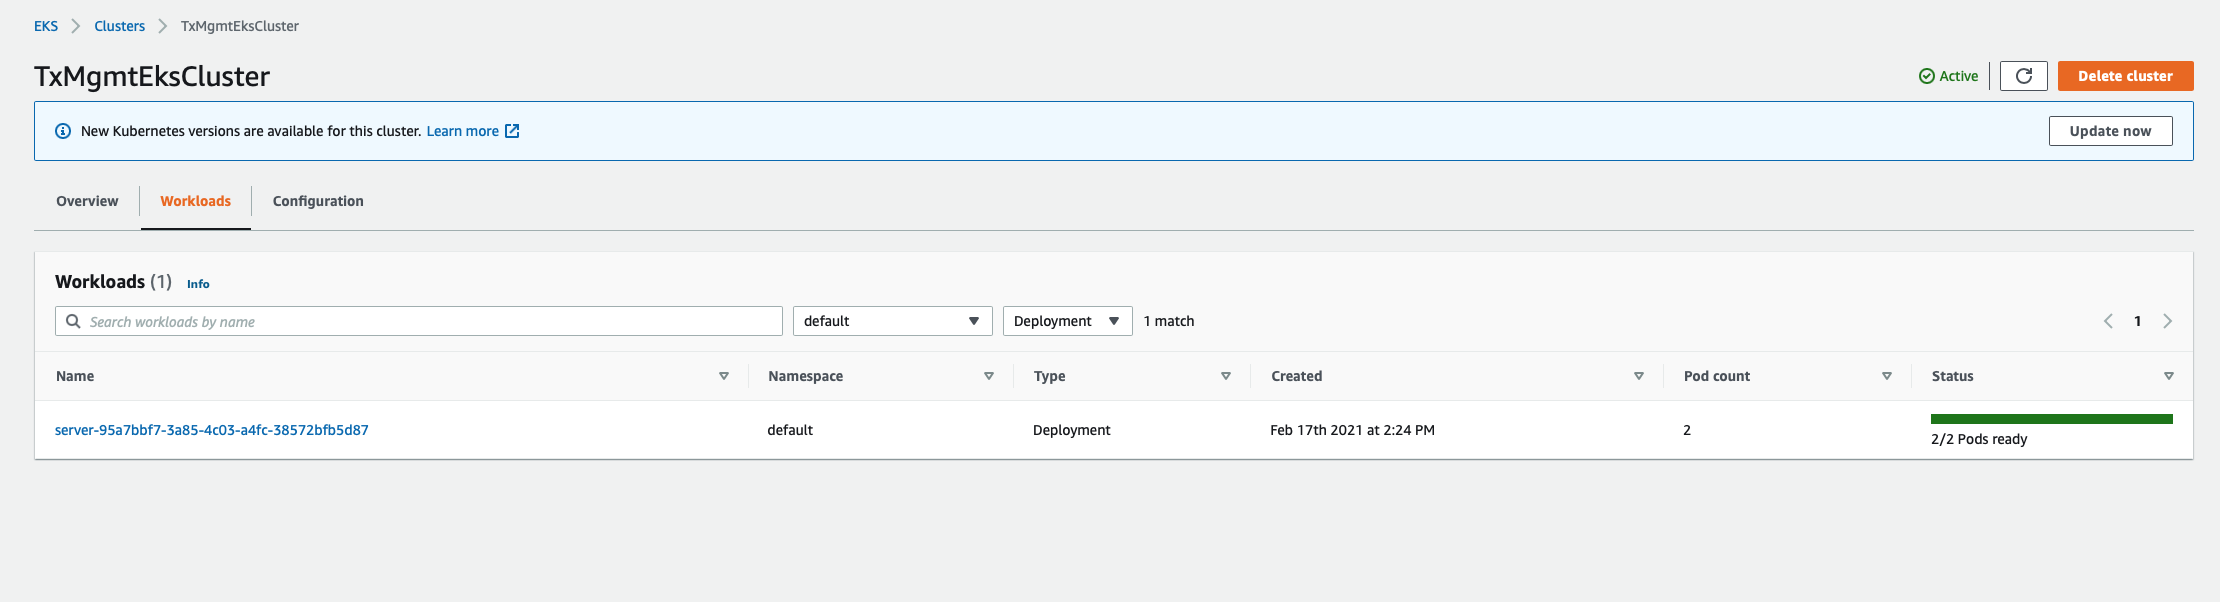 EKS Clusters TxMgmtEksCluster
TxMgmtEksCluster
Active Delete cluster
New Kubernetes versions are available for this cluster. Learn more Update now
Overview Workloads Configuration
Workloads (1) Info
Search workloads by name default Deployment 1 match 1
Name Namespace Type Created Pod count Status
server-95a7bbf7-3a85-4c03-a4fc-38572bfb5d87 default Deployment Feb 17th 2021 at 2:24 PM 2
2/2 Pods ready